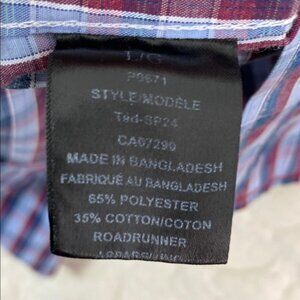 L/G
P9671
STYLE/MODÈLE
CA07290
MADE IN BANGLADESH
FABRIQUÉ AU BANGLADESH
65% POLYESTER
35% COTTON/COTON
ROADRUNNER